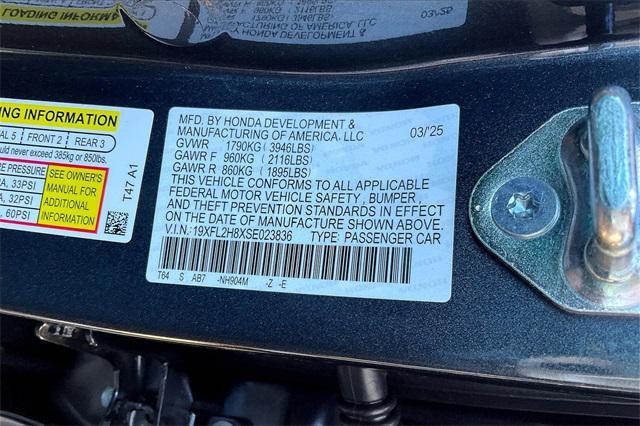 NG INFORMATION
AL 5 FRONT 2 REAR 3
ould never exceed 385kg or 850lbs.
E PRESSURE
A, 33PSI
A, 32PSI
, 60PSI
SEE OWNER'S
MANUAL FOR
ADDITIONAL
INFORMATION
T47 A1
MFD. BY HONDA DEVELOPMENT &
MANUFACTURING OF AMERICA, LLC 03/25
GVWR 1790KG (3946LBS)
GAWR F 960KG (2116LBS)
GAWR R 860KG (1895LBS)
THIS VEHICLE CONFORMS TO ALL APPLICABLE
FEDERAL MOTOR VEHICLE SAFETY, BUMPER,
AND THEFT PREVENTION STANDARDS IN EFFECT
ON THE DATE OF MANUFACTURE SHOWN ABOVE.
V.I.N.: 19XFL2H8XSE023836 TYPE: PASSENGER CAR
T64 S AB7 -NH904M -Z -E